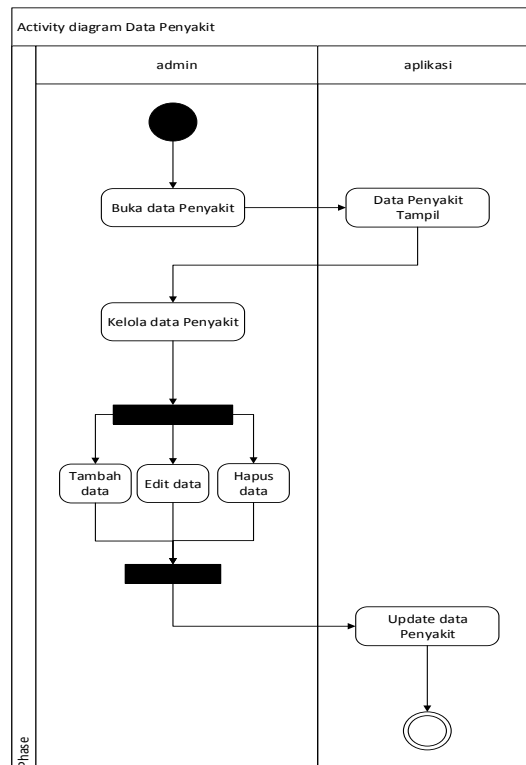 Activity diagram Data Penyakit
admin
aplikasi
Buka data Penyakit
Data Penyakit
Tampil
Kelola data Penyakit
Tambah
data
Edit data
Hapus
data
Update data
Penyakit
Phase